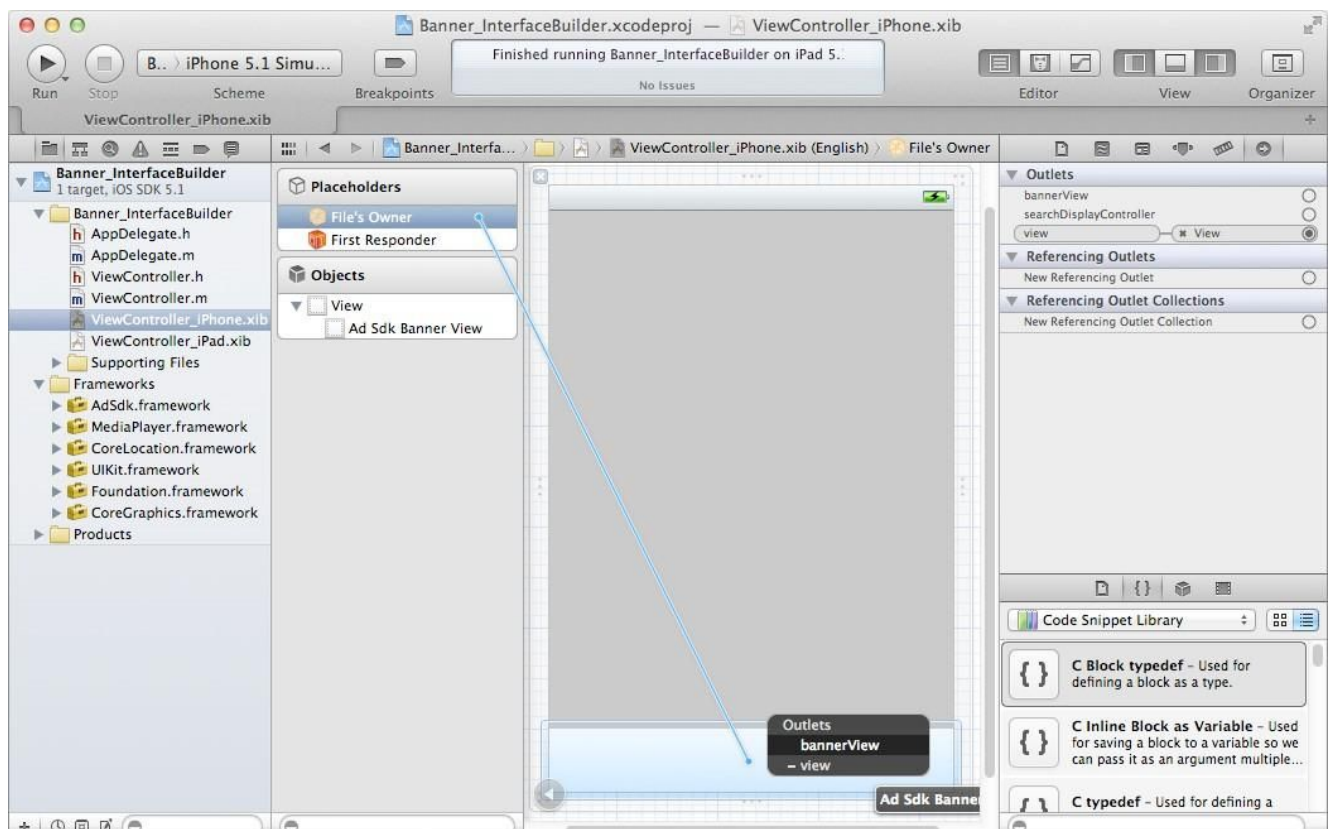 Banner_InterfaceBuilder.xcodeproj — ViewController_iPhone.xib
B.. › iPhone 5.1 Simu...
Finished running Banner_InterfaceBuilder on iPad 5.
No Issues
Run Stop Scheme Breakpoints Editor View Organizer
ViewController_iPhone.xib
Banner_Interfa... › ViewController_iPhone.xib (English) › File's Owner
Banner_InterfaceBuilder
1 target, iOS SDK 5.1
Banner_InterfaceBuilder
AppDelegate.h
AppDelegate.m
ViewController.h
ViewController.m
ViewController_iPhone.xib
ViewController_iPad.xib
Supporting Files
Frameworks
AdSdk.framework
MediaPlayer.framework
CoreLocation.framework
UIKit.framework
Foundation.framework
CoreGraphics.framework
Products
Placeholders
File's Owner
First Responder
Objects
View
Ad Sdk Banner View
Outlets
bannerView
– view
Ad Sdk Banne
Outlets
bannerView
searchDisplayController
view View
Referencing Outlets
New Referencing Outlet
Referencing Outlet Collections
New Referencing Outlet Collection
Code Snippet Library
{ } C Block typedef – Used for
defining a block as a type.
{ } C Inline Block as Variable – Used
for saving a block to a variable so we
can pass it as an argument multiple...
{ } C typedef – Used for defining a